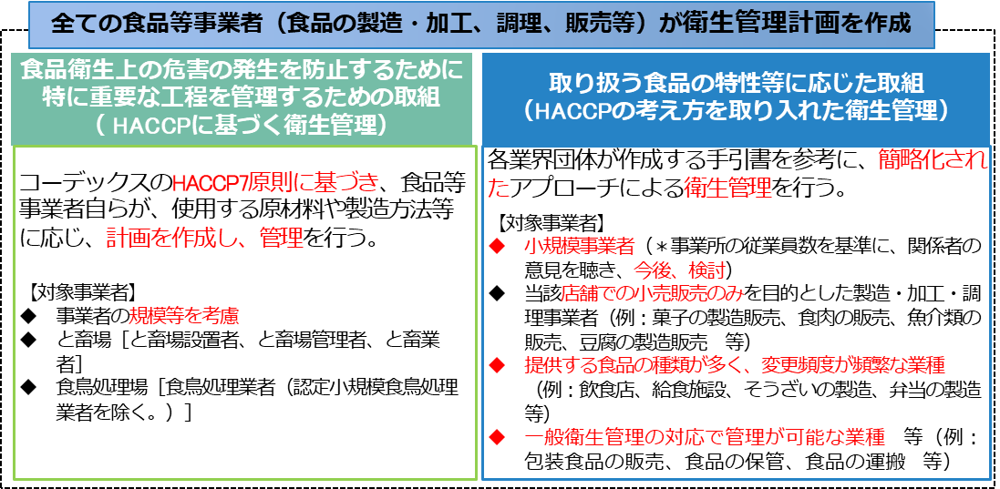 全ての食品等事業者（食品の製造・加工、調理、販売等）が衛生管理計画を作成
食品衛生上の危害の発生を防止するために
特に重要な工程を管理するための取組
（ HACCPに基づく衛生管理）
コーデックスのHACCP7原則に基づき、食品等
事業者自らが、使用する原材料や製造方法等
に応じ、計画を作成し、管理を行う。
【対象事業者】
◆ 事業者の規模等を考慮
◆ と畜場［と畜場設置者、と畜場管理者、と畜業
者］
◆ 食鳥処理場［食鳥処理業者（認定小規模食鳥処理
業者を除く。）］
取り扱う食品の特性等に応じた取組
（HACCPの考え方を取り入れた衛生管理）
各業界団体が作成する手引書を参考に、簡略化され
たアプローチによる衛生管理を行う。
【対象事業者】
◆ 小規模事業者（＊事業所の従業員数を基準に、関係者の
意見を聴き、今後、検討）
◆ 当該店舗での小売販売のみを目的とした製造・加工・調
理事業者（例：菓子の製造販売、食肉の販売、魚介類の
販売、豆腐の製造販売　等）
◆ 提供する食品の種類が多く、変更頻度が頻繁な業種
（例：飲食店、給食施設、そうざいの製造、弁当の製造
等）
◆ 一般衛生管理の対応で管理が可能な業種　等（例：
包装食品の販売、食品の保管、食品の運搬　等）